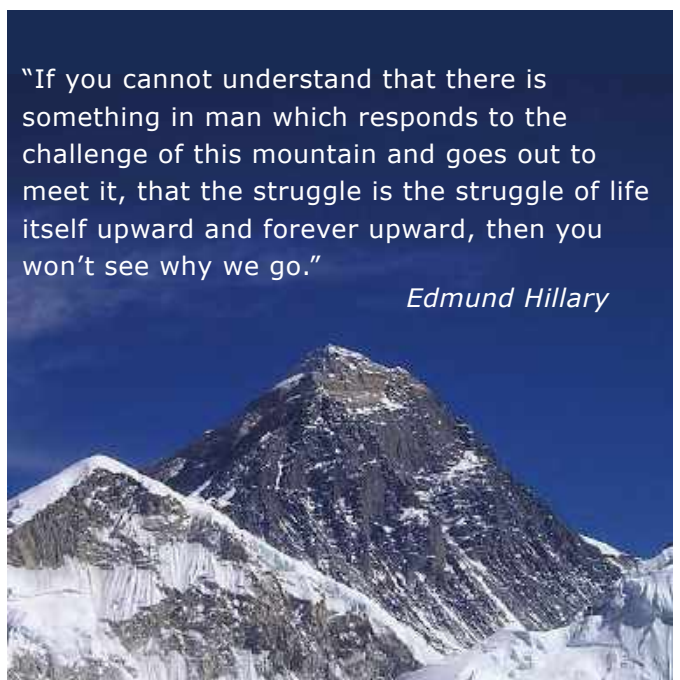 “If you cannot understand that there is
something in man which responds to the
challenge of this mountain and goes out to
meet it, that the struggle is the struggle of life
itself upward and forever upward, then you
won’t see why we go.”
Edmund Hillary